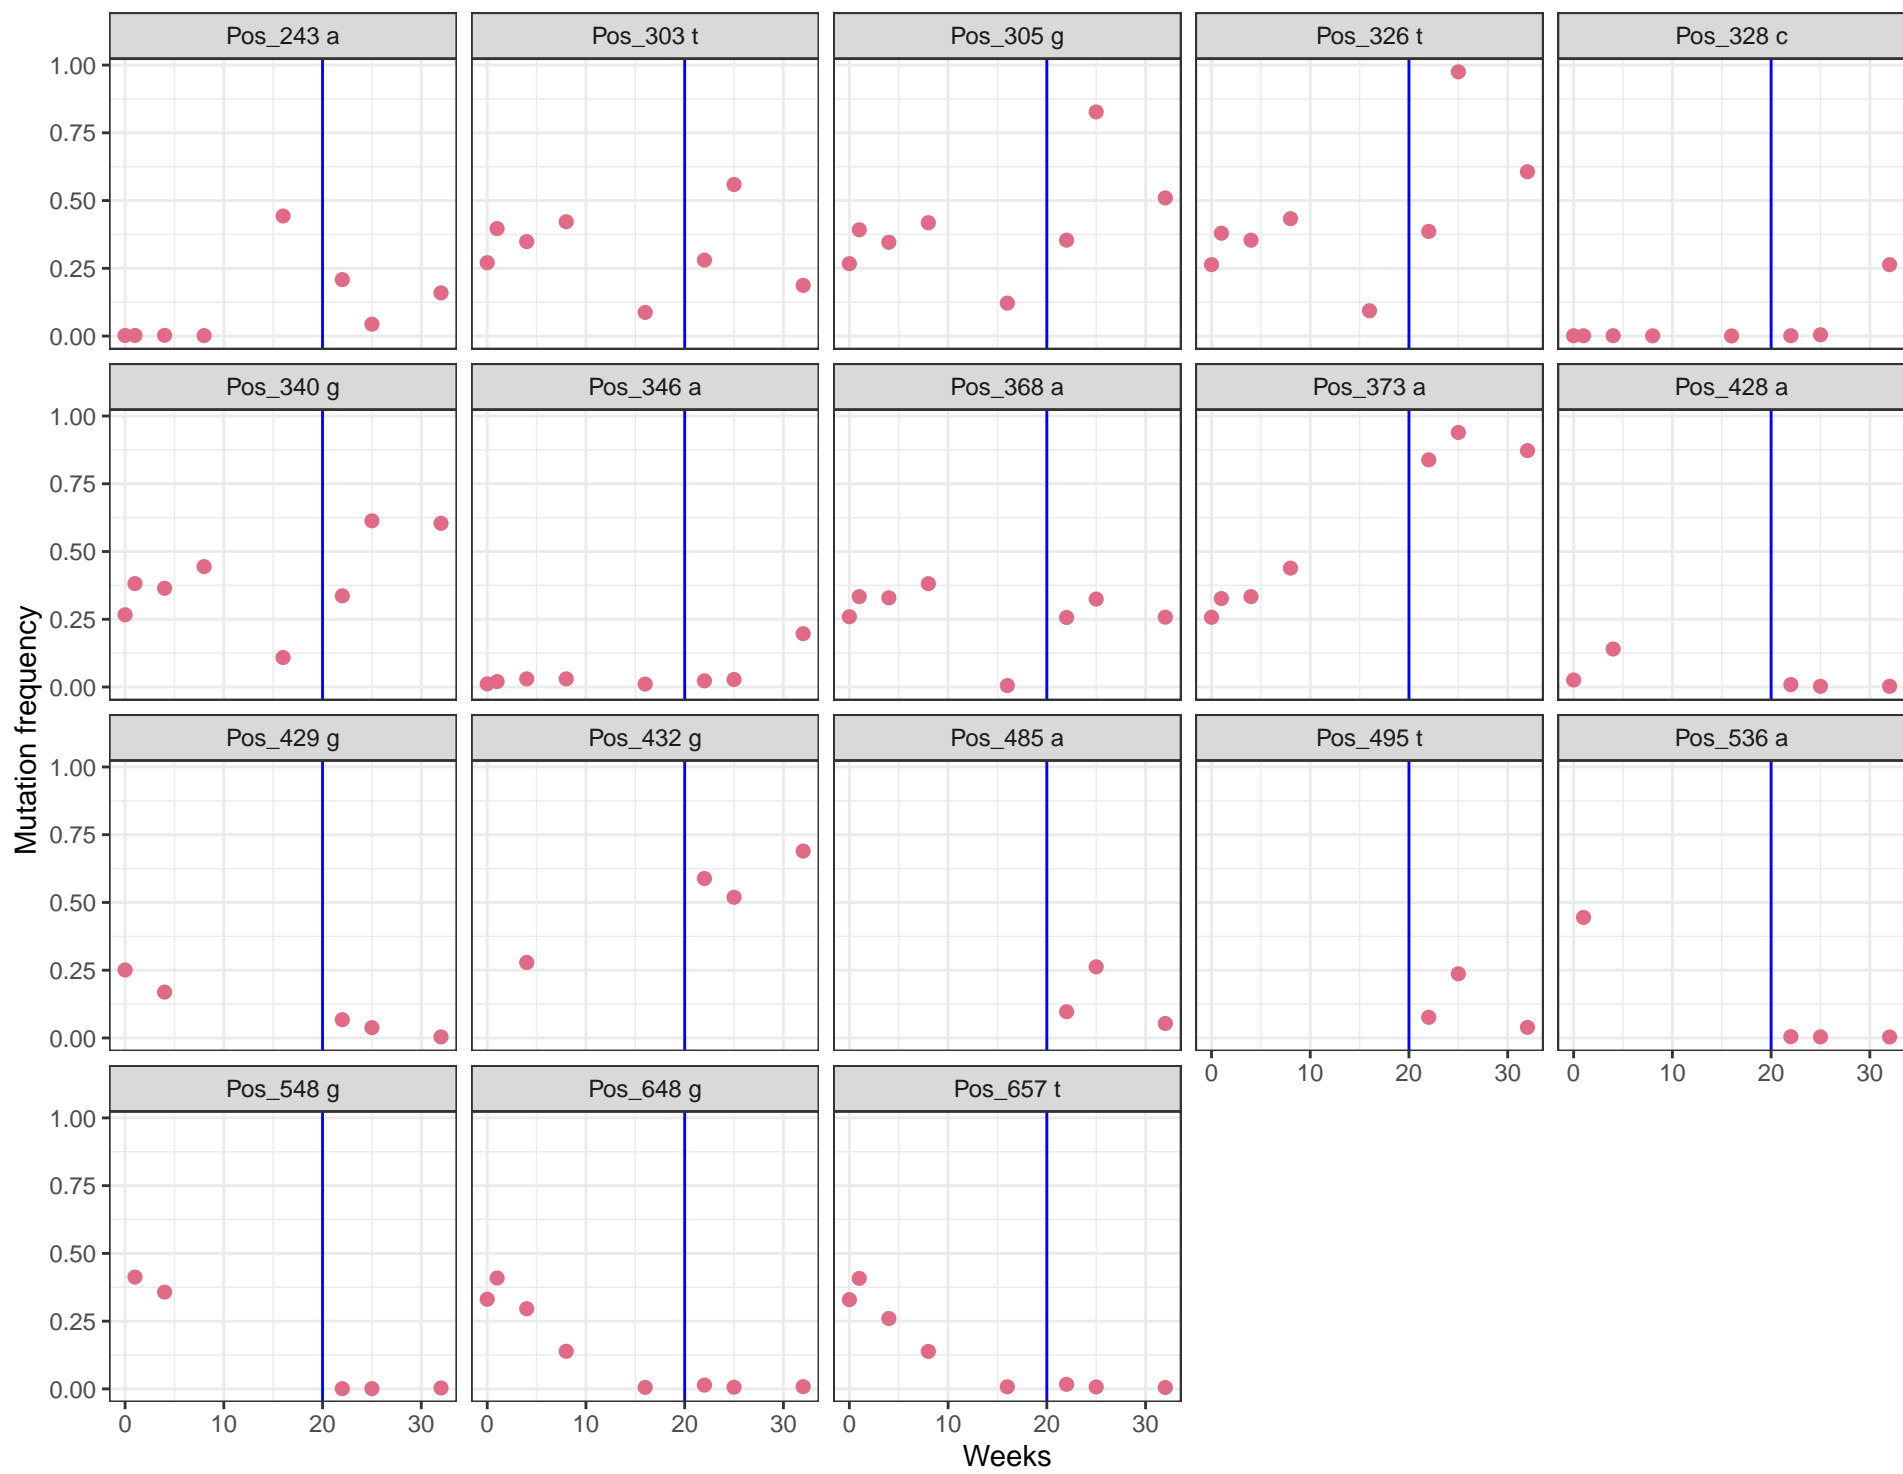 Pos_243 a
Pos_303 t
Pos_305 g
Pos_326 t
Pos_328 c
1.00
0.75
0.50
0.25
0.00
Pos_340 g
Pos_346 a
Pos_368 a
Pos_373 a
Pos_428 a
1.00
0.75
0.50
0.25
0.00
Mutation frequency
Pos_429 g
Pos_432 g
Pos_485 a
Pos_495 t
Pos_536 a
1.00
0.75
0.50
0.25
0.00
0 10 20 30
0 10 20 30
Pos_548 g
Pos_648 g
Pos_657 t
1.00
0.75
0.50
0.25
0.00
0 10 20 30
0 10 20 30
0 10 20 30
Weeks